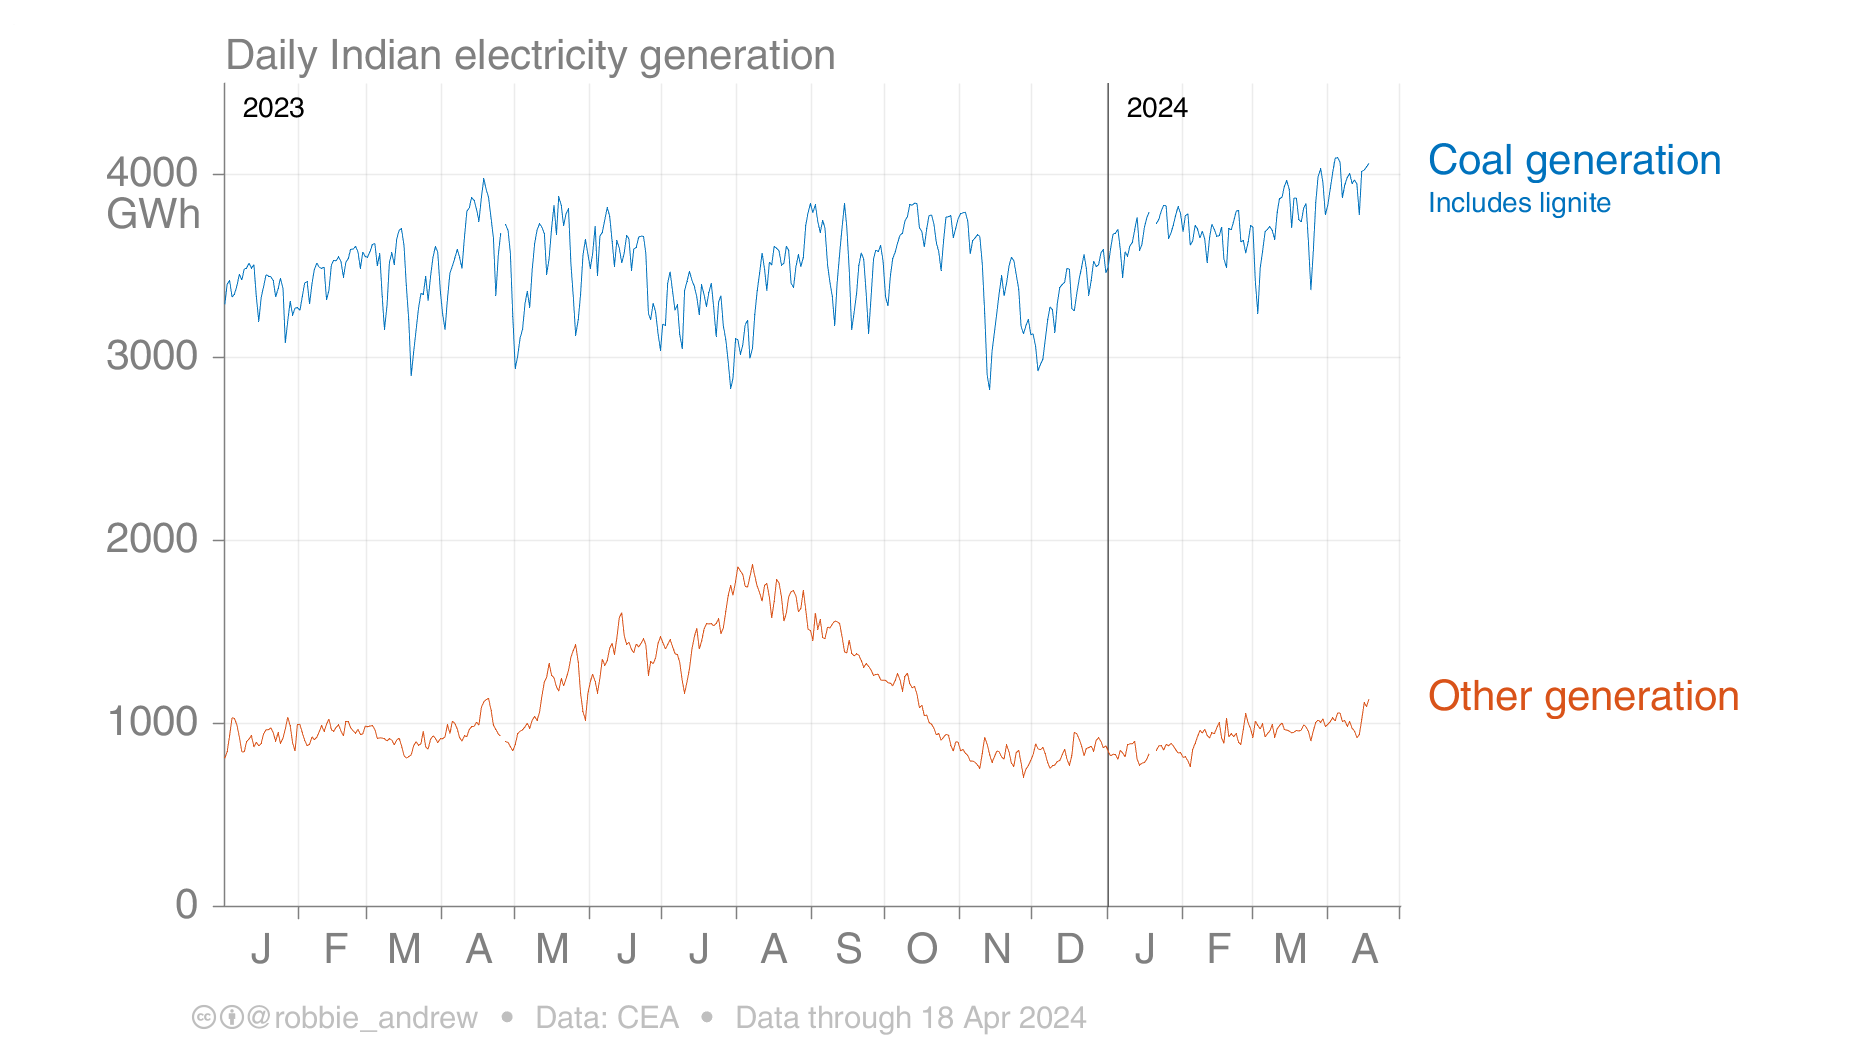 Daily Indian electricity generation
2023
2024
4000
GWh
3000
2000
1000
0
Coal generation
Includes lignite
Other generation
J F M A M J J A S O N D J F M A
cc @robbie_andrew • Data: CEA • Data through 18 Apr 2024